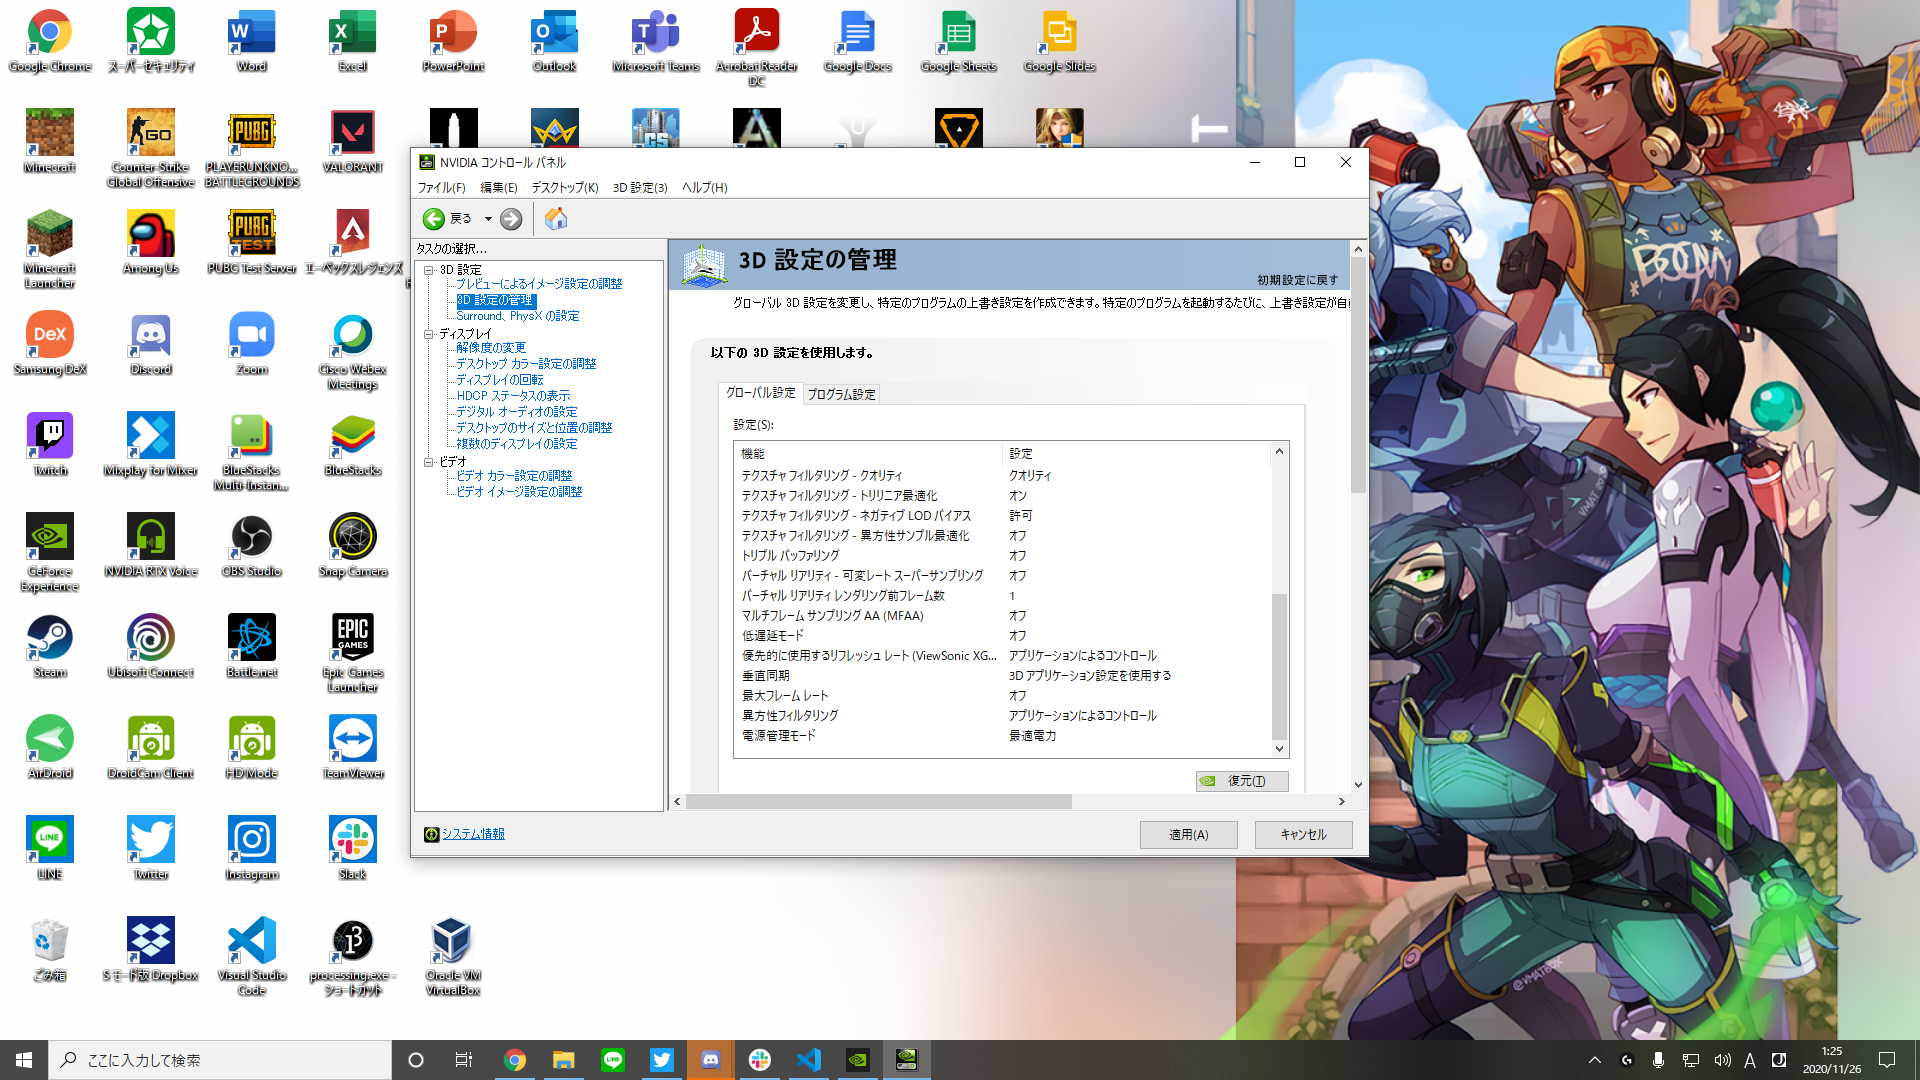 Google Chrome
スーパーセキュリティ
Word
Excel
PowerPoint
Outlook
Microsoft Teams
Acrobat Reader DC
Google Docs
Google Sheets
Google Slides
Minecraft
Counter-Strike Global Offensive
PLAYERUNKNO... BATTLEGROUNDS
VALORANT
Minecraft Launcher
Among Us
PUBG Test Server
エーペックスレジェンズ
Samsung DeX
Discord
Zoom
Cisco Webex Meetings
Twitch
Mixplay for Mixer
BlueStacks Multi-Instan...
BlueStacks
GeForce Experience
NVIDIA RTX Voice
OBS Studio
Snap Camera
Steam
Ubisoft Connect
Battle.net
Epic Games Launcher
AirDroid
DroidCam Client
HD Mode
TeamViewer
LINE
Twitter
Instagram
Slack
ごみ箱
S モード版 Dropbox
Visual Studio Code
processing.exe - ショートカット
Oracle VM VirtualBox
NVIDIA コントロール パネル
ファイル(F) 編集(E) デスクトップ(K) 3D 設定(3) ヘルプ(H)
戻る
タスクの選択...
3D 設定
プレビューによるイメージ設定の調整
3D 設定の管理
Surround、PhysX の設定
ディスプレイ
解像度の変更
デスクトップ カラー設定の調整
ディスプレイの回転
HDCP ステータスの表示
デジタル オーディオの設定
デスクトップのサイズと位置の調整
複数のディスプレイの設定
ビデオ
ビデオ カラー設定の調整
ビデオ イメージ設定の調整
システム情報
3D 設定の管理
初期設定に戻す
グローバル 3D 設定を変更し、特定のプログラムの上書き設定を作成できます。特定のプログラムを起動するたびに、上書き設定が自
以下の 3D 設定を使用します。
グローバル設定 プログラム設定
設定(S):
機能 設定
テクスチャ フィルタリング - クオリティ クオリティ
テクスチャ フィルタリング - トリリニア最適化 オン
テクスチャ フィルタリング - ネガティブ LOD バイアス 許可
テクスチャ フィルタリング - 異方性サンプル最適化 オフ
トリプル バッファリング オフ
バーチャル リアリティ - 可変レート スーパーサンプリング オフ
バーチャル リアリティ レンダリング前フレーム数 1
マルチフレーム サンプリング AA (MFAA) オフ
低遅延モード オフ
優先的に使用するリフレッシュ レート (ViewSonic XG... アプリケーションによるコントロール
垂直同期 3D アプリケーション設定を使用する
最大フレーム レート オフ
異方性フィルタリング アプリケーションによるコントロール
電源管理モード 最適電力
復元(T)
適用(A) キャンセル
@VMATBOX
ここに入力して検索
A
1:25
2020/11/26